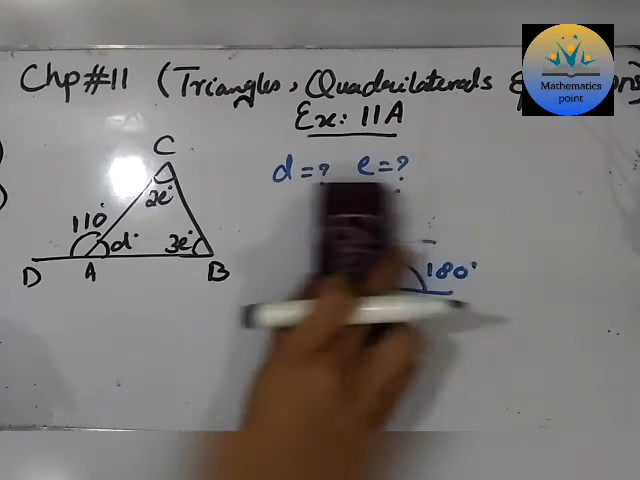 Chp#11 (Triangles, Quadrilaterals
Ex: 11A
Mathematics
point
d=? e=?
C
2e°
110°
d°
3e°
D
A
B
180°